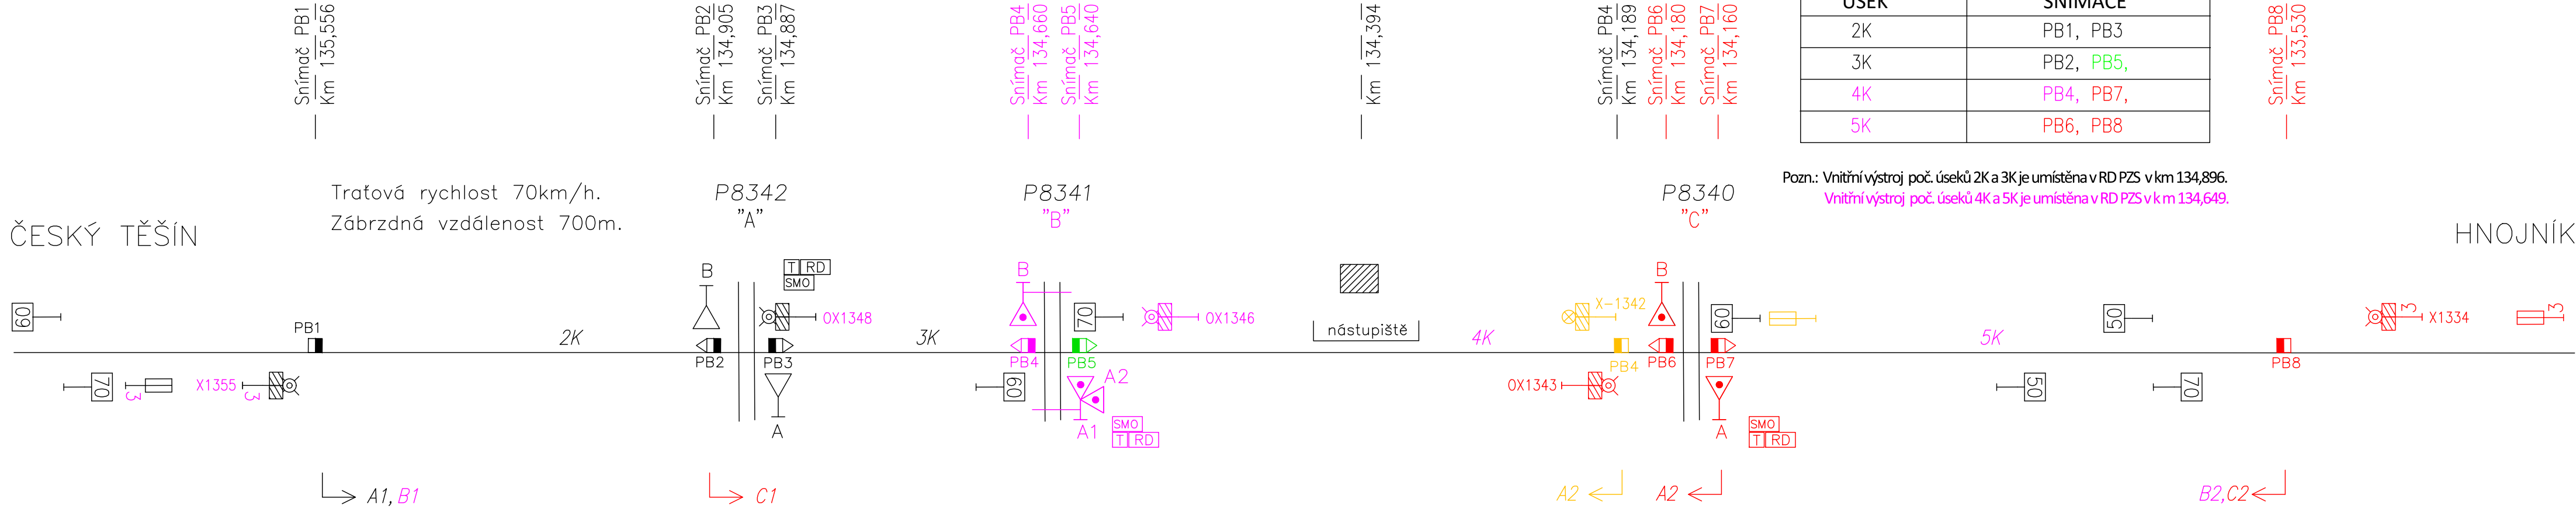 Snímač PB1
Km 135,556
Snímač PB2
Km 134,905
Snímač PB3
Km 134,887
Snímač PB4
Km 134,660
Snímač PB5
Km 134,640
Km 134,394
Snímač PB4
Km 134,189
Snímač PB6
Km 134,180
Snímač PB7
Km 134,160
Snímač PB8
Km 133,530
ÚSEK SNÍMAČE
2K PB1, PB3
3K PB2, PB5,
4K PB4, PB7,
5K PB6, PB8
Pozn.: Vnitřní výstroj poč. úseků 2K a 3K je umístěna v RD PZS v km 134,896.
Vnitřní výstroj poč. úseků 4K a 5K je umístěna v RD PZS v k m 134,649.
Traťová rychlost 70km/h.
Zábrzdná vzdálenost 700m.
P8342
"A"
P8341
"B"
P8340
"C"
ČESKÝ TĚŠÍN
HNOJNÍK
B
T RD
SMO
B
B
60
OX1348
70
OX1346
X-1342
60
50
3
X1334
3
nástupiště
PB1
2K
3K
4K
5K
PB2
PB3
PB4
PB5
PB4
PB6
PB7
PB8
70
3
X1355
3
60
A2
OX1343
50
70
A
A1
SMO
T RD
A
SMO
T RD
A1, B1
C1
A2
A2
B2,C2